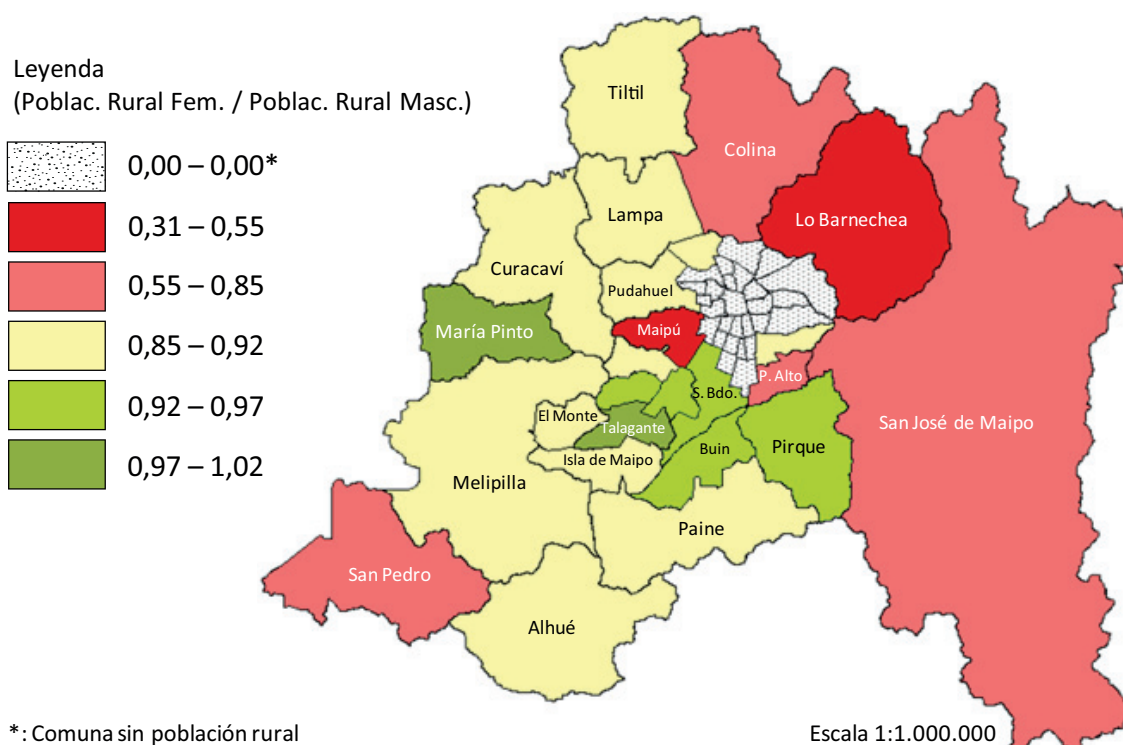 Leyenda
(Poblac. Rural Fem. / Poblac. Rural Masc.)
0,00 – 0,00*
0,31 – 0,55
0,55 – 0,85
0,85 – 0,92
0,92 – 0,97
0,97 – 1,02
Tiltil
Colina
Lampa
Lo Barnechea
Curacaví
Pudahuel
María Pinto
Maipú
P. Alto
S. Bdo.
El Monte
Talagante
San José de Maipo
Buin
Pirque
Isla de Maipo
Melipilla
Paine
San Pedro
Alhué
*: Comuna sin población rural
Escala 1:1.000.000